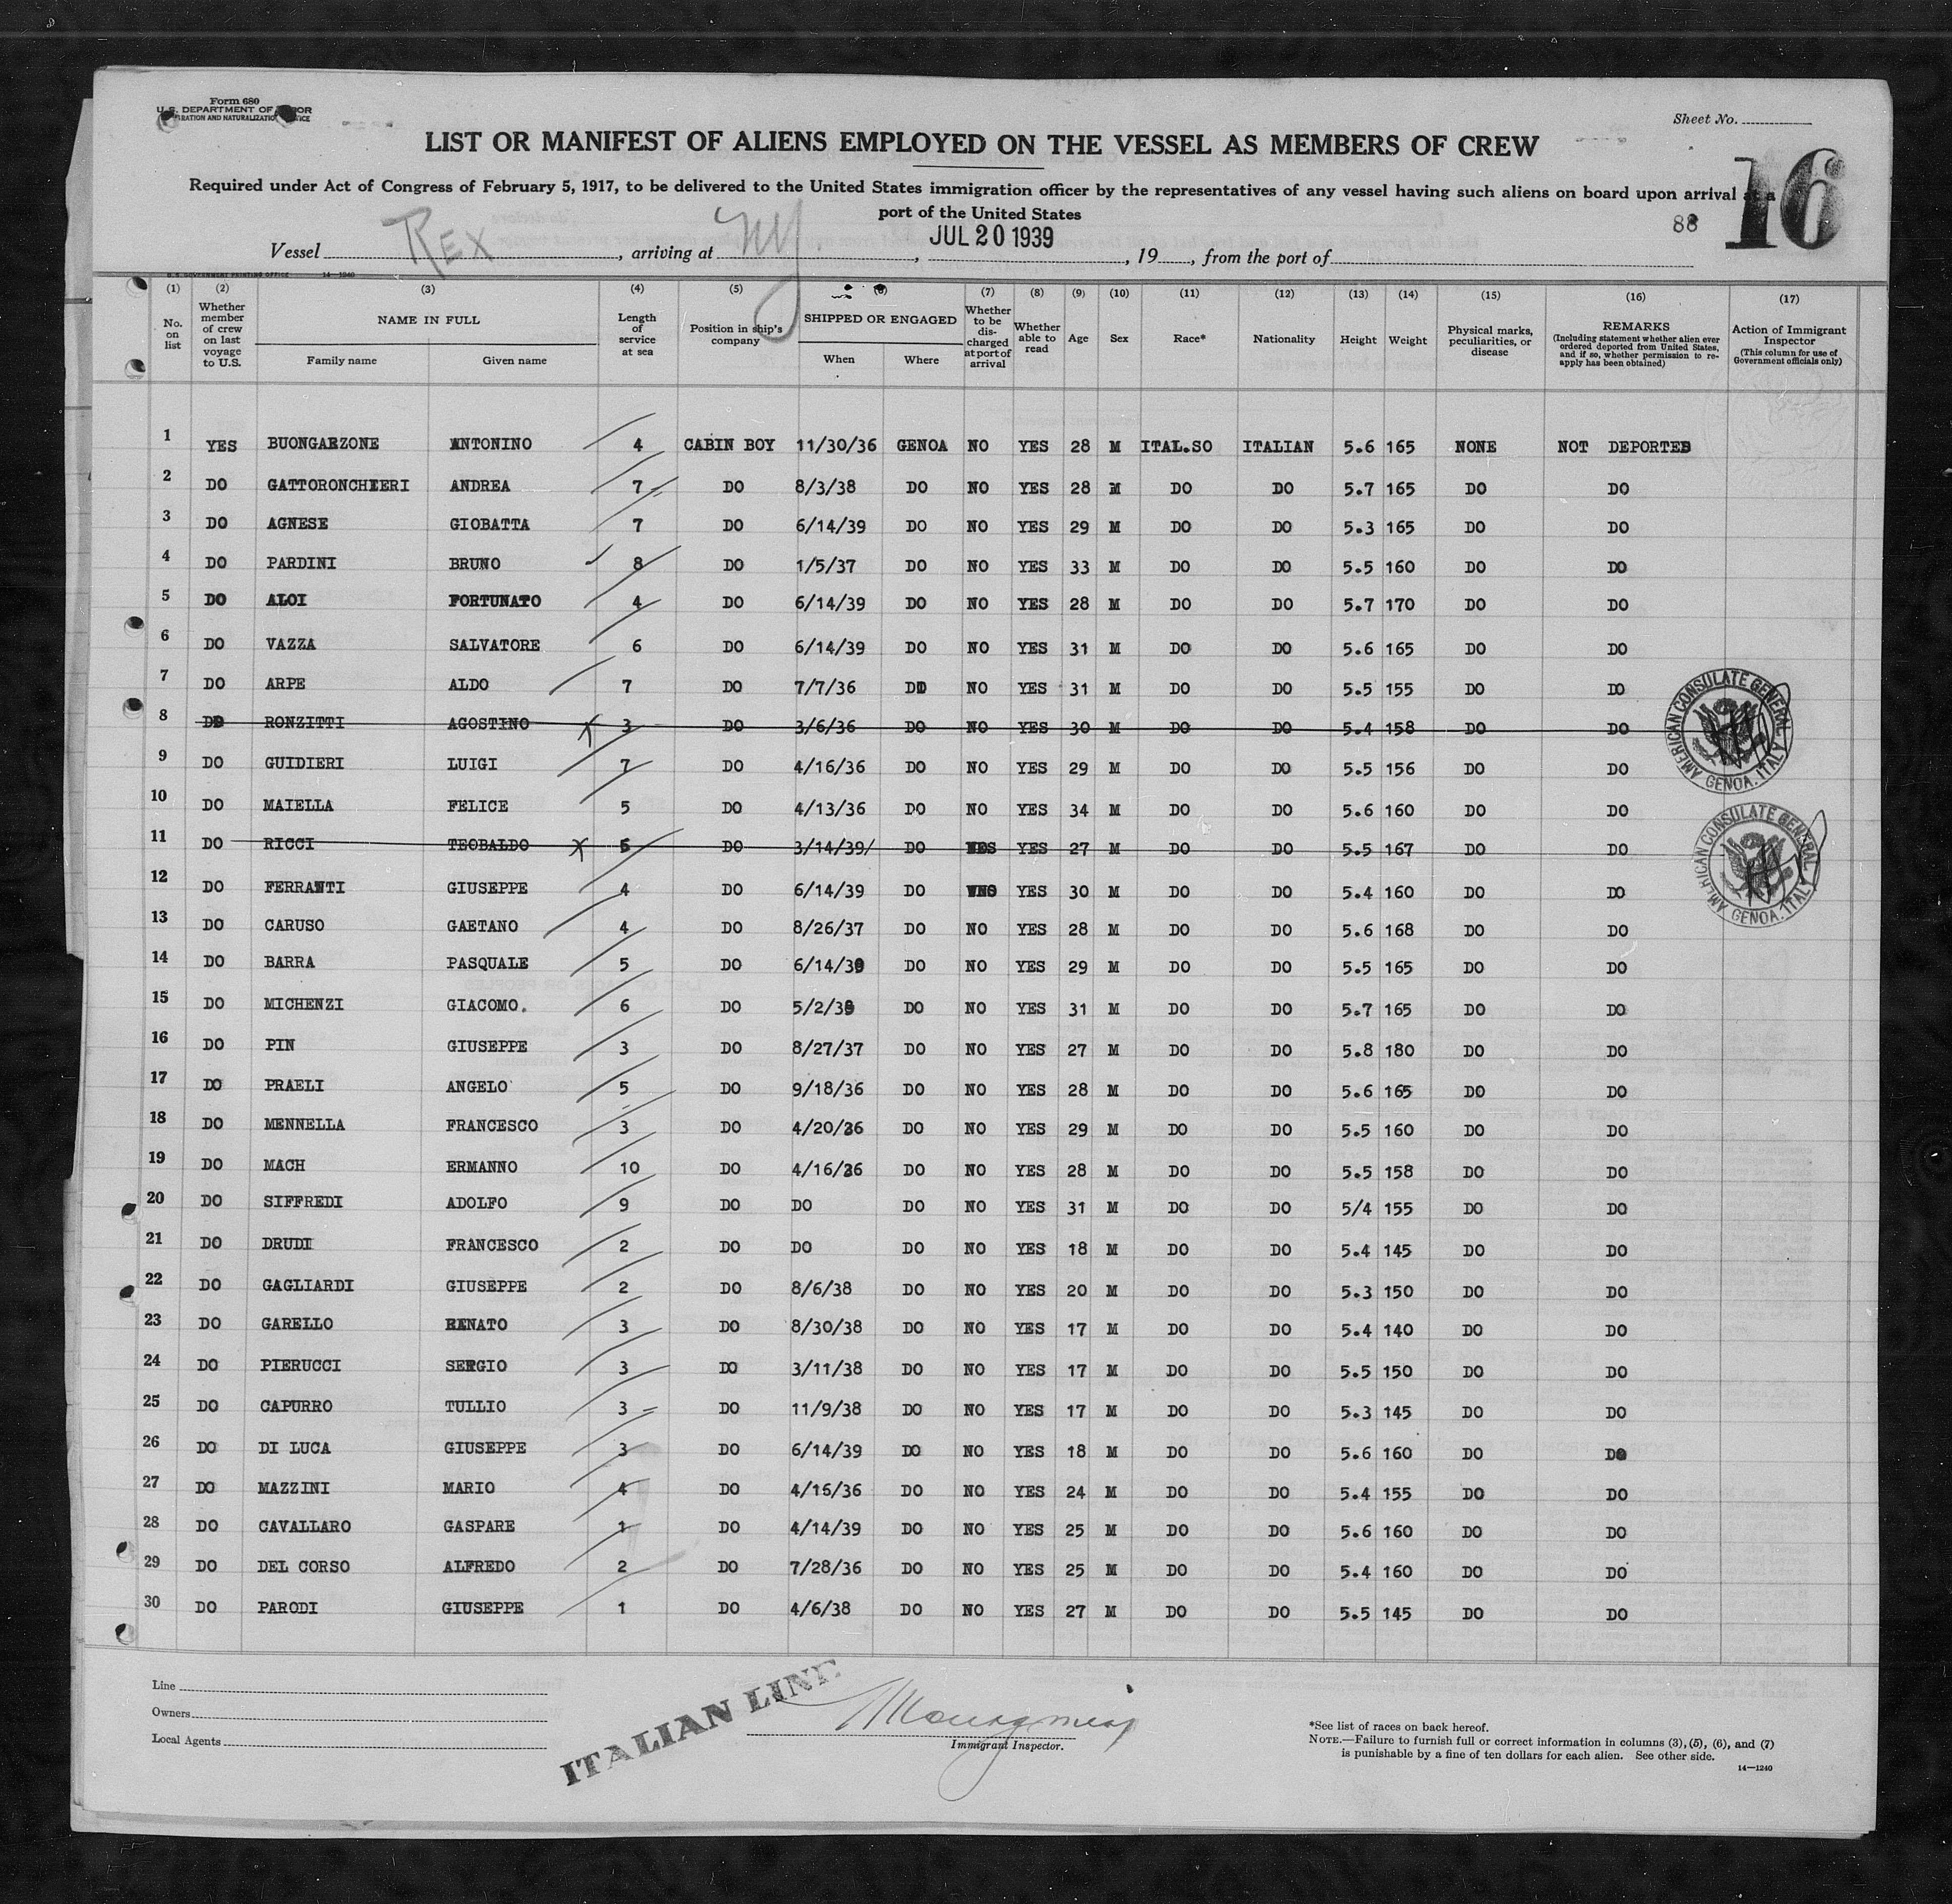 Form 680
U.S. DEPARTMENT OF LABOR
IMMIGRATION AND NATURALIZATION SERVICE
Sheet No.
LIST OR MANIFEST OF ALIENS EMPLOYED ON THE VESSEL AS MEMBERS OF CREW
16
Required under Act of Congress of February 5, 1917, to be delivered to the United States immigration officer by the representatives of any vessel having such aliens on board upon arrival at a
port of the United States
88
Vessel REX, arriving at NY, JUL 20 1939, 19, from the port of
U.S. GOVERNMENT PRINTING OFFICE 14-1240
(1) No. on list
(2) Whether member of crew on last voyage to U.S.
(3) NAME IN FULL Family name Given name
(4) Length of service at sea
(5) Position in ship's company
(6) SHIPPED OR ENGAGED When Where
(7) Whether to be discharged at port of arrival
(8) Whether able to read
(9) Age
(10) Sex
(11) Race*
(12) Nationality
(13) Height
(14) Weight
(15) Physical marks, peculiarities, or disease
(16) REMARKS (Including statement whether alien ever ordered deported from United States, and if so, whether permission to re-apply has been obtained)
(17) Action of Immigrant Inspector (This column for use of Government officials only)
1 YES BUONGARZONE ANTONINO 4 CABIN BOY 11/30/36 GENOA NO YES 28 M ITAL.SO ITALIAN 5.6 165 NONE NOT DEPORTED
2 DO GATTORONCHIERI ANDREA 7 DO 8/3/38 DO NO YES 28 M DO DO 5.7 165 DO DO
3 DO AGNESE GIOBATTA 7 DO 6/14/39 DO NO YES 29 M DO DO 5.3 165 DO DO
4 DO PARDINI BRUNO 8 DO 1/5/37 DO NO YES 33 M DO DO 5.5 160 DO DO
5 DO ALOI FORTUNATO 4 DO 6/14/39 DO NO YES 28 M DO DO 5.7 170 DO DO
6 DO VAZZA SALVATORE 6 DO 6/14/39 DO NO YES 31 M DO DO 5.6 165 DO DO
7 DO ARPE ALDO 7 DO 7/7/36 DO NO YES 31 M DO DO 5.5 155 DO DO
8 DO RONZITTI AGOSTINO X 3 DO 3/6/36 DO NO YES 30 M DO DO 5.4 158 DO DO
AMERICAN CONSULATE GENERAL GENOA, ITALY
9 DO GUIDIERI LUIGI 7 DO 4/16/36 DO NO YES 29 M DO DO 5.5 156 DO DO
10 DO MAIELLA FELICE 5 DO 4/13/36 DO NO YES 34 M DO DO 5.6 160 DO DO
11 DO RICCI TEOBALDO X 5 DO 3/14/39/ DO YES 27 M DO DO 5.5 167 DO DO
AMERICAN CONSULATE GENERAL GENOA, ITALY
12 DO FERRANTI GIUSEPPE 4 DO 6/14/39 DO YES 30 M DO DO 5.4 160 DO DO
13 DO CARUSO GAETANO 4 DO 8/26/37 DO NO YES 28 M DO DO 5.6 168 DO DO
14 DO BARRA PASQUALE 5 DO 6/14/39 DO NO YES 29 M DO DO 5.5 165 DO DO
15 DO MICHENZI GIACOMO. 6 DO 5/2/39 DO NO YES 31 M DO DO 5.7 165 DO DO
16 DO PIN GIUSEPPE 3 DO 8/27/37 DO NO YES 27 M DO DO 5.8 180 DO DO
17 DO PRAELI ANGELO 5 DO 9/18/36 DO NO YES 28 M DO DO 5.6 165 DO DO
18 DO MENNELLA FRANCESCO 3 DO 4/20/36 DO NO YES 29 M DO DO 5.5 160 DO DO
19 DO MACH ERMANNO 10 DO 4/16/36 DO NO YES 28 M DO DO 5.5 158 DO DO
20 DO SIFFREDI ADOLFO 9 DO DO DO NO YES 31 M DO DO 5/4 155 DO DO
21 DO DRUDI FRANCESCO 2 DO DO DO NO YES 18 M DO DO 5.4 145 DO DO
22 DO GAGLIARDI GIUSEPPE 2 DO 8/6/38 DO NO YES 20 M DO DO 5.3 150 DO DO
23 DO GARELLO RENATO 3 DO 8/30/38 DO NO YES 17 M DO DO 5.4 140 DO DO
24 DO PIERUCCI SERGIO 3 DO 3/11/38 DO NO YES 17 M DO DO 5.5 150 DO DO
25 DO CAPURRO TULLIO 3 DO 11/9/38 DO NO YES 17 M DO DO 5.3 145 DO DO
26 DO DI LUCA GIUSEPPE 3 DO 6/14/39 DO NO YES 18 M DO DO 5.6 160 DO DO
27 DO MAZZINI MARIO 4 DO 4/15/36 DO NO YES 24 M DO DO 5.4 155 DO DO
28 DO CAVALLARO GASPARE 1 DO 4/14/39 DO NO YES 25 M DO DO 5.6 160 DO DO
29 DO DEL CORSO ALFREDO 2 DO 7/28/36 DO NO YES 25 M DO DO 5.4 160 DO DO
30 DO PARODI GIUSEPPE 1 DO 4/6/38 DO NO YES 27 M DO DO 5.5 145 DO DO
Line
Owners
Local Agents
ITALIAN LINE
Immigrant Inspector.
*See list of races on back hereof.
NOTE.—Failure to furnish full or correct information in columns (3), (5), (6), and (7)
is punishable by a fine of ten dollars for each alien. See other side.
14—1240